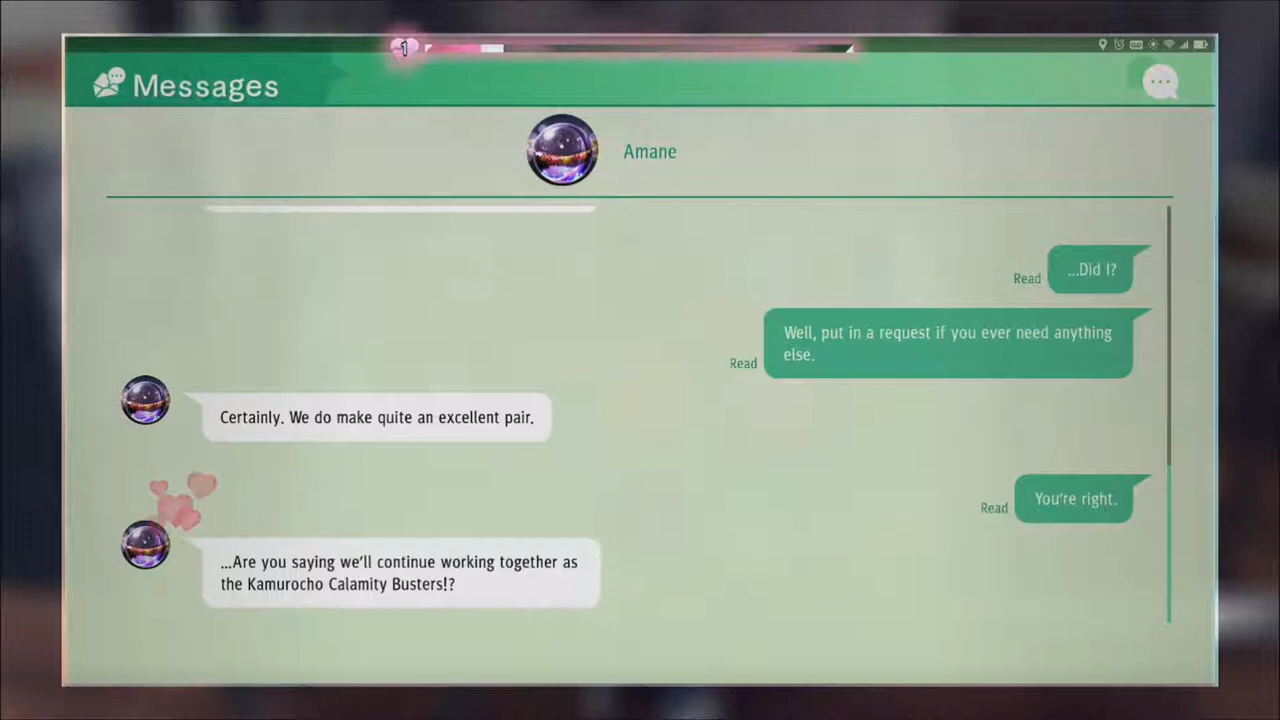 1
Messages
Amane
...Did I?
Read
Well, put in a request if you ever need anything
else.
Read
Certainly. We do make quite an excellent pair.
You're right.
Read
...Are you saying we'll continue working together as
the Kamurocho Calamity Busters!?